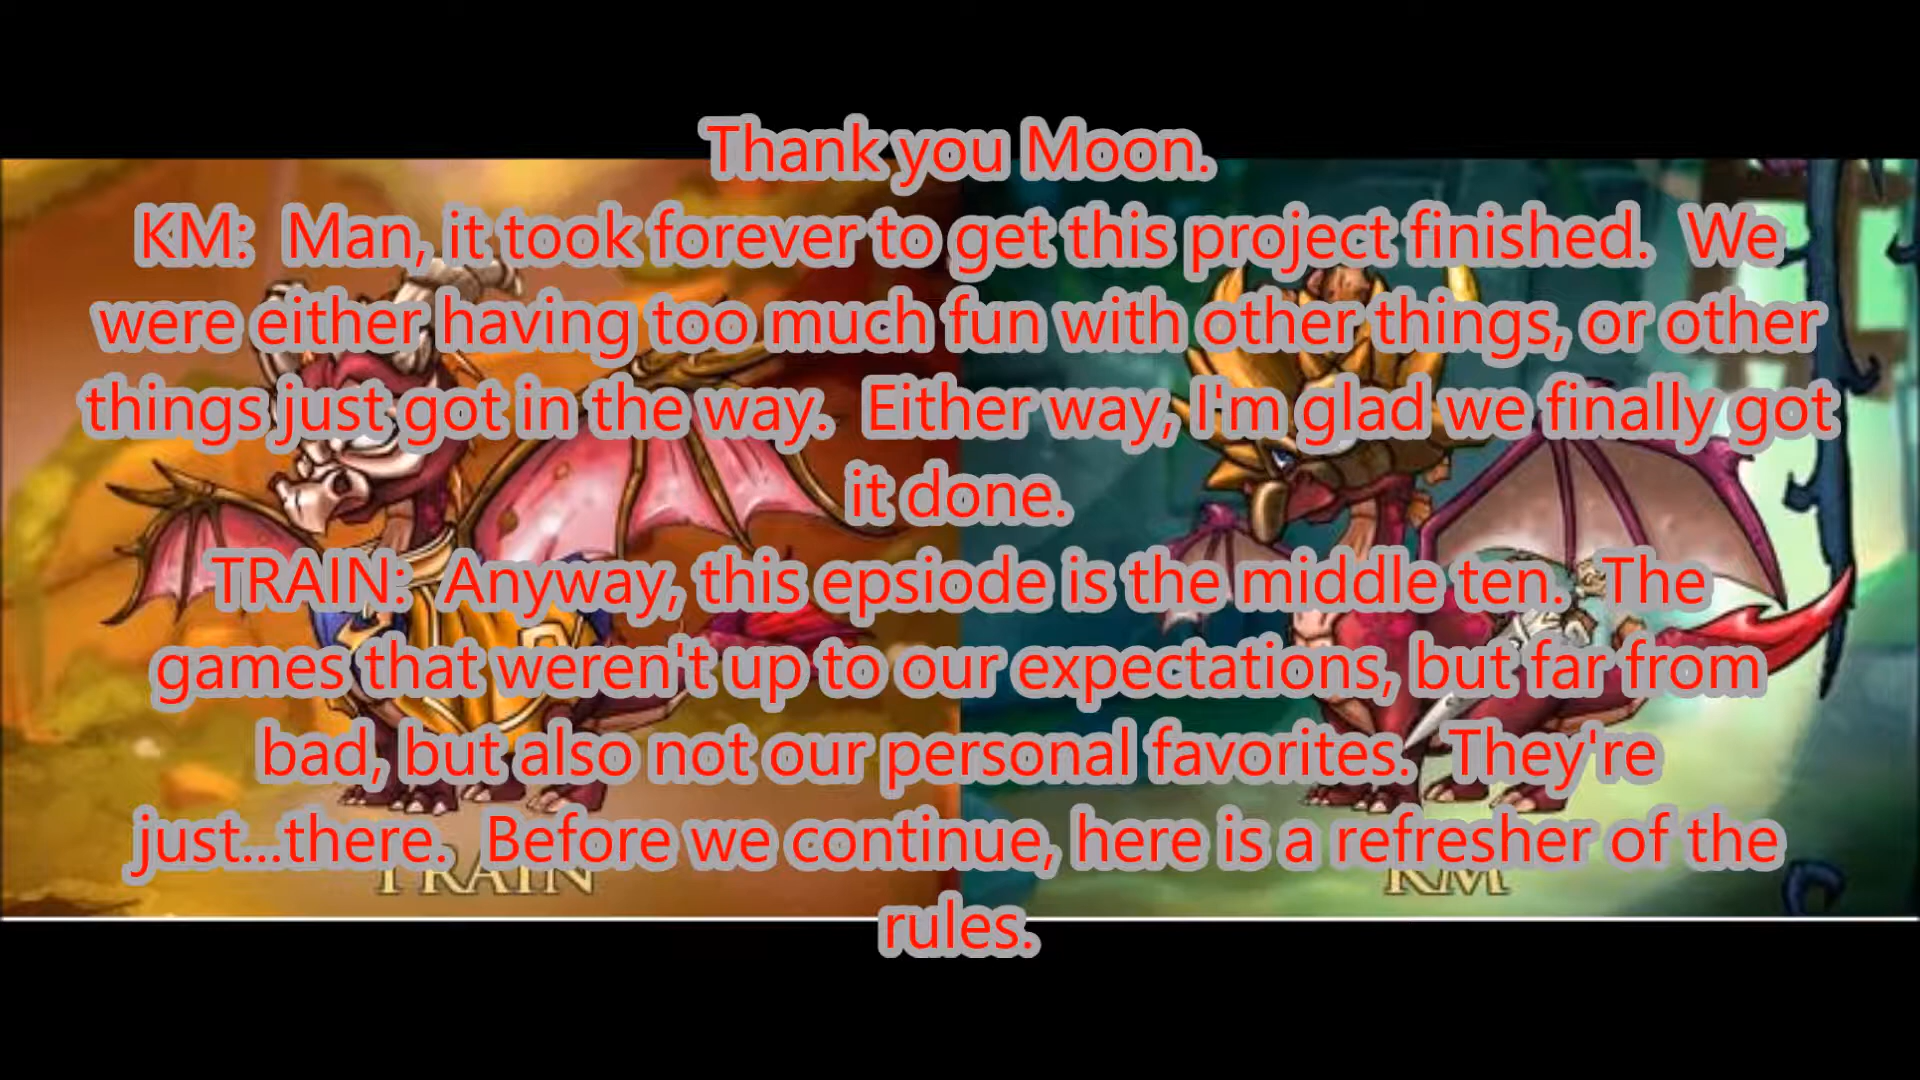 Thank you Moon.
KM:  Man, it took forever to get this project finished.  We
were either having too much fun with other things, or other
things just got in the way.  Either way, I'm glad we finally got
it done.
TRAIN:  Anyway, this epsiode is the middle ten.  The
games that weren't up to our expectations, but far from
bad, but also not our personal favorites.  They're
just...there.  Before we continue, here is a refresher of the
rules.
TRAIN
KM